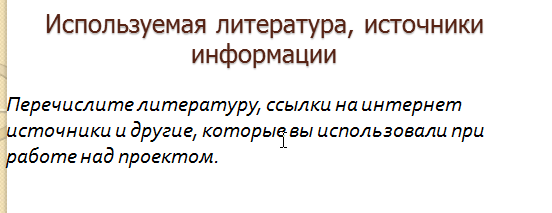 Используемая литература, источники
информации
Перечислите литературу, ссылки на интернет
источники и другие, которые вы использовали при
работе над проектом.